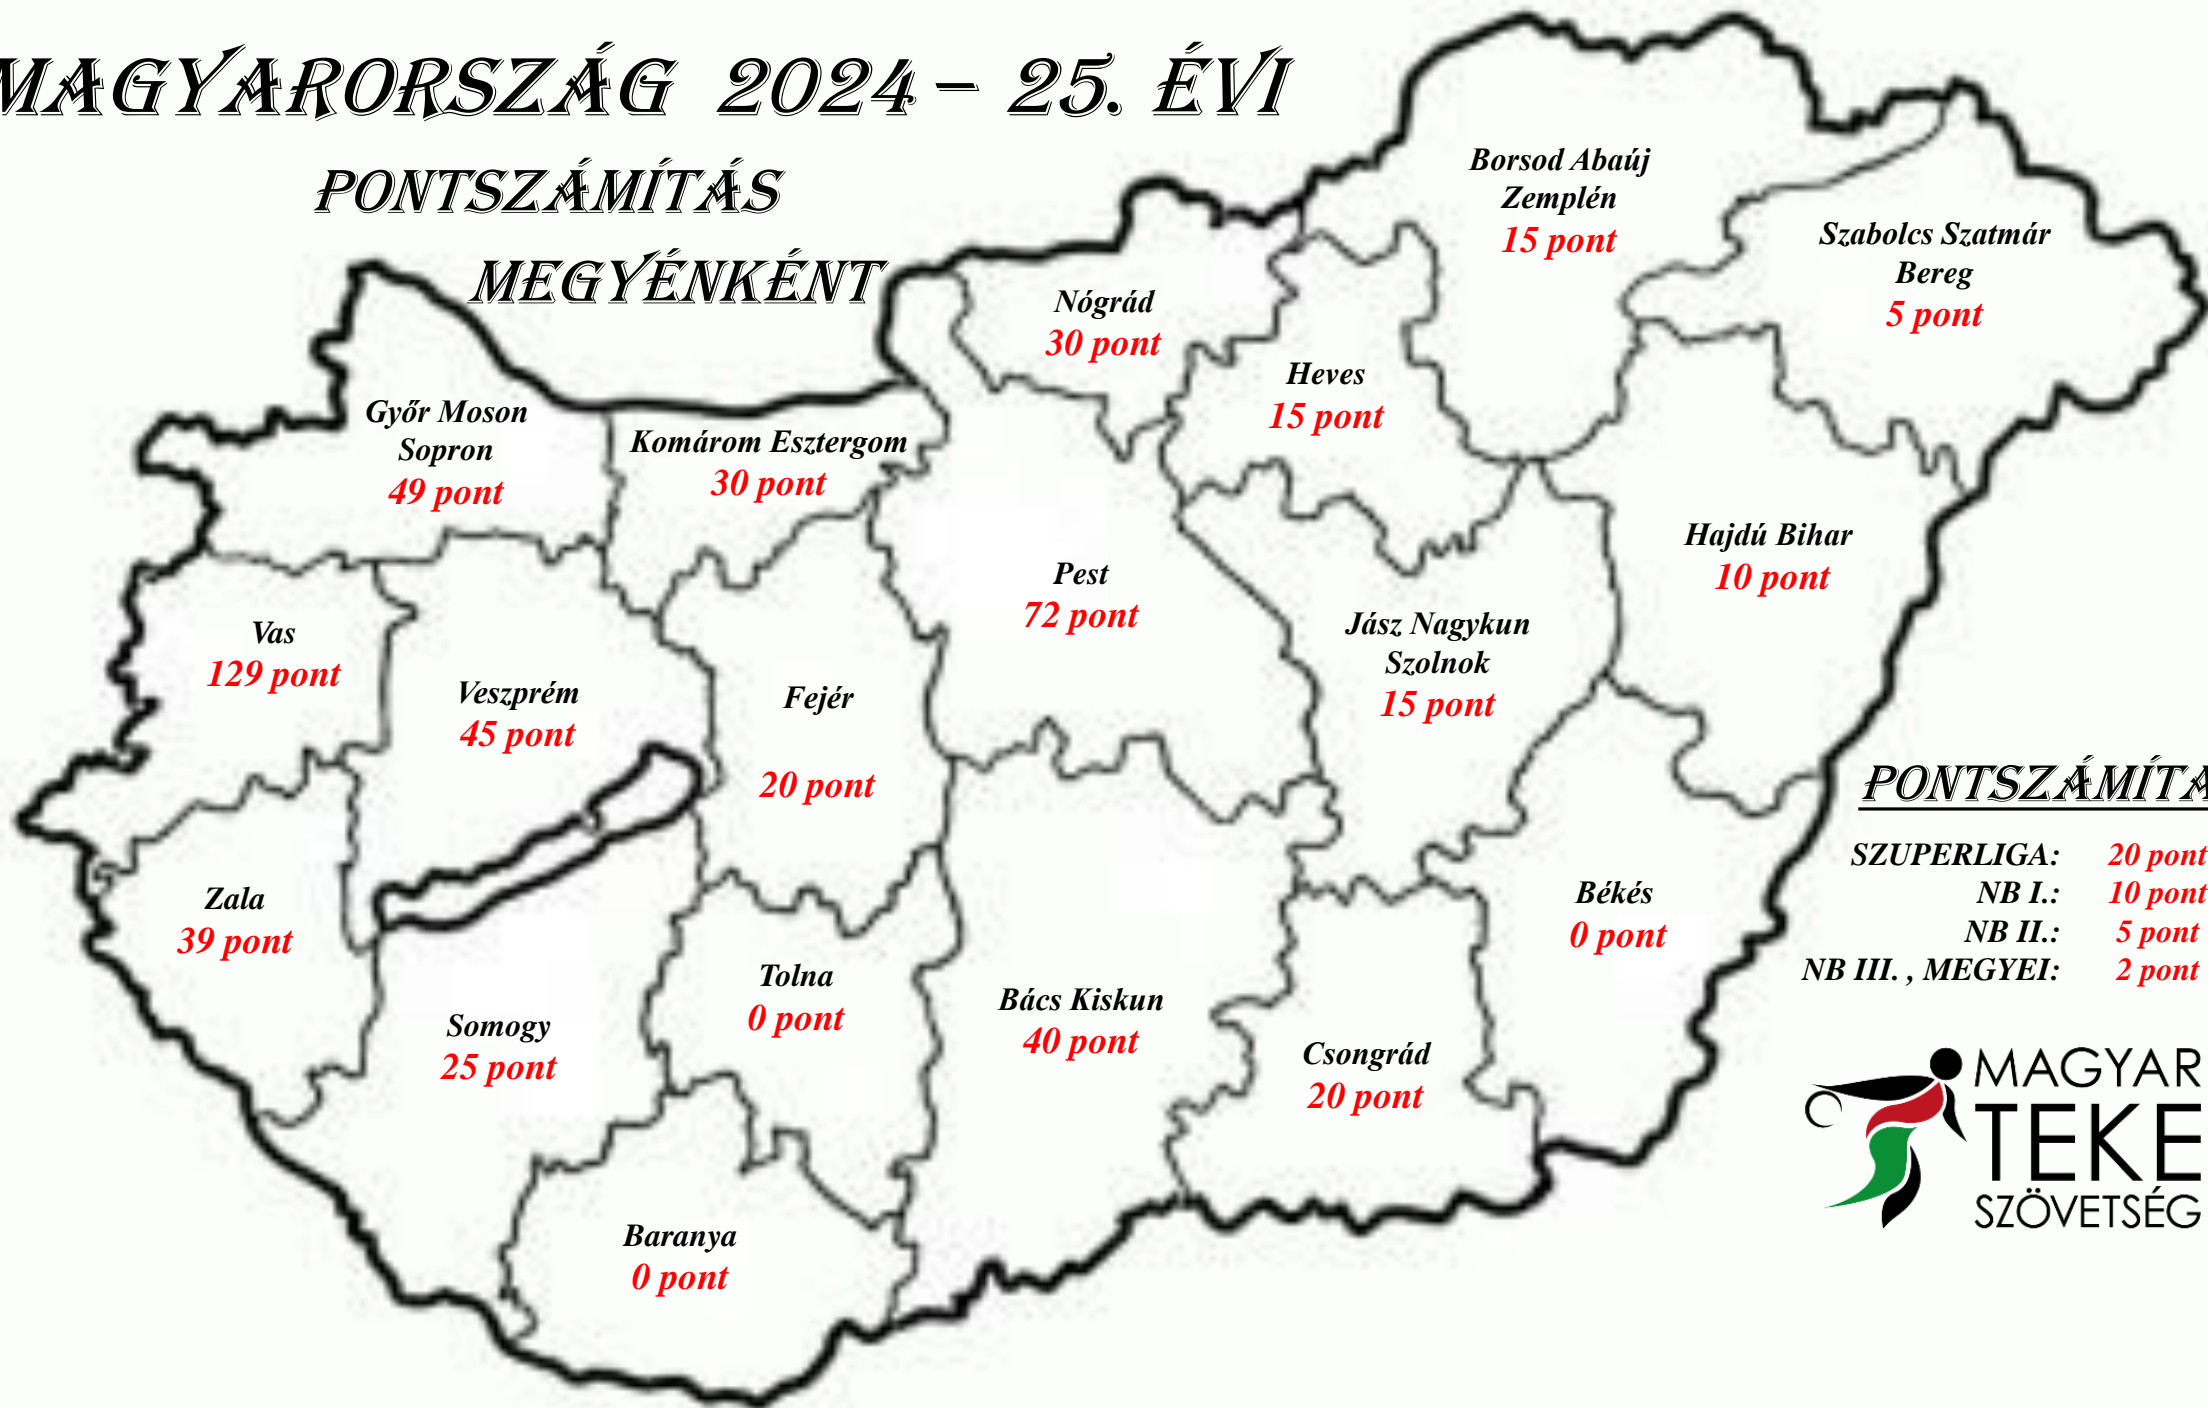 MAGYARORSZÁG 2024 – 25. ÉVI
PONTSZÁMÍTÁS
MEGYÉNKÉNT
Borsod Abaúj
Zemplén
15 pont
Szabolcs Szatmár
Bereg
5 pont
Nógrád
30 pont
Heves
15 pont
Győr Moson
Sopron
49 pont
Komárom Esztergom
30 pont
Hajdú Bihar
10 pont
Pest
72 pont
Jász Nagykun
Szolnok
15 pont
Vas
129 pont
Veszprém
45 pont
Fejér
20 pont
Zala
39 pont
Somogy
25 pont
Tolna
0 pont
Bács Kiskun
40 pont
Csongrád
20 pont
Békés
0 pont
Baranya
0 pont
PONTSZÁMÍTÁ
SZUPERLIGA: 20 pont
NB I.: 10 pont
NB II.: 5 pont
NB III. , MEGYEI: 2 pont
MAGYAR
TEKE
SZÖVETSÉG